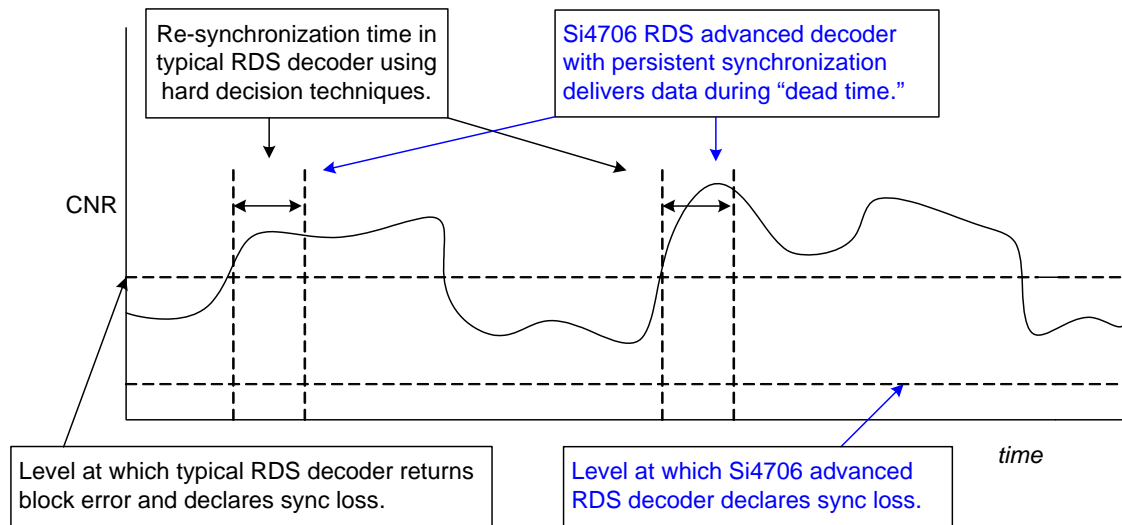 Re-synchronization time in
typical RDS decoder using
hard decision techniques.
Si4706 RDS advanced decoder
with persistent synchronization
delivers data during “dead time.”
CNR
time
Level at which typical RDS decoder returns
block error and declares sync loss.
Level at which Si4706 advanced
RDS decoder declares sync loss.